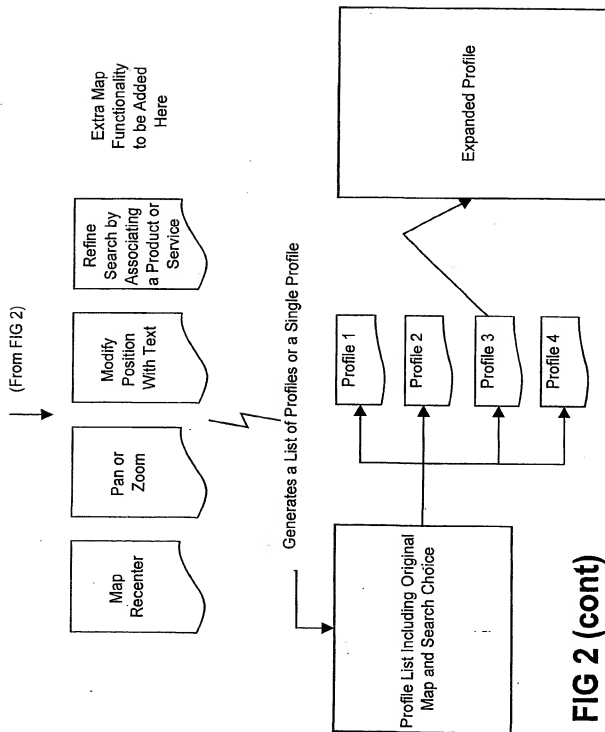 (From FIG 2)
Map
Recenter
Pan or
Zoom
Modify
Position
With Text
Refine
Search by
Associating
a Product or
Service
Extra Map
Functionality
to be Added
Here
Generates a List of Profiles or a Single Profile
Profile List Including Original
Map and Search Choice
Profile 1
Profile 2
Profile 3
Profile 4
Expanded Profile
FIG 2 (cont)